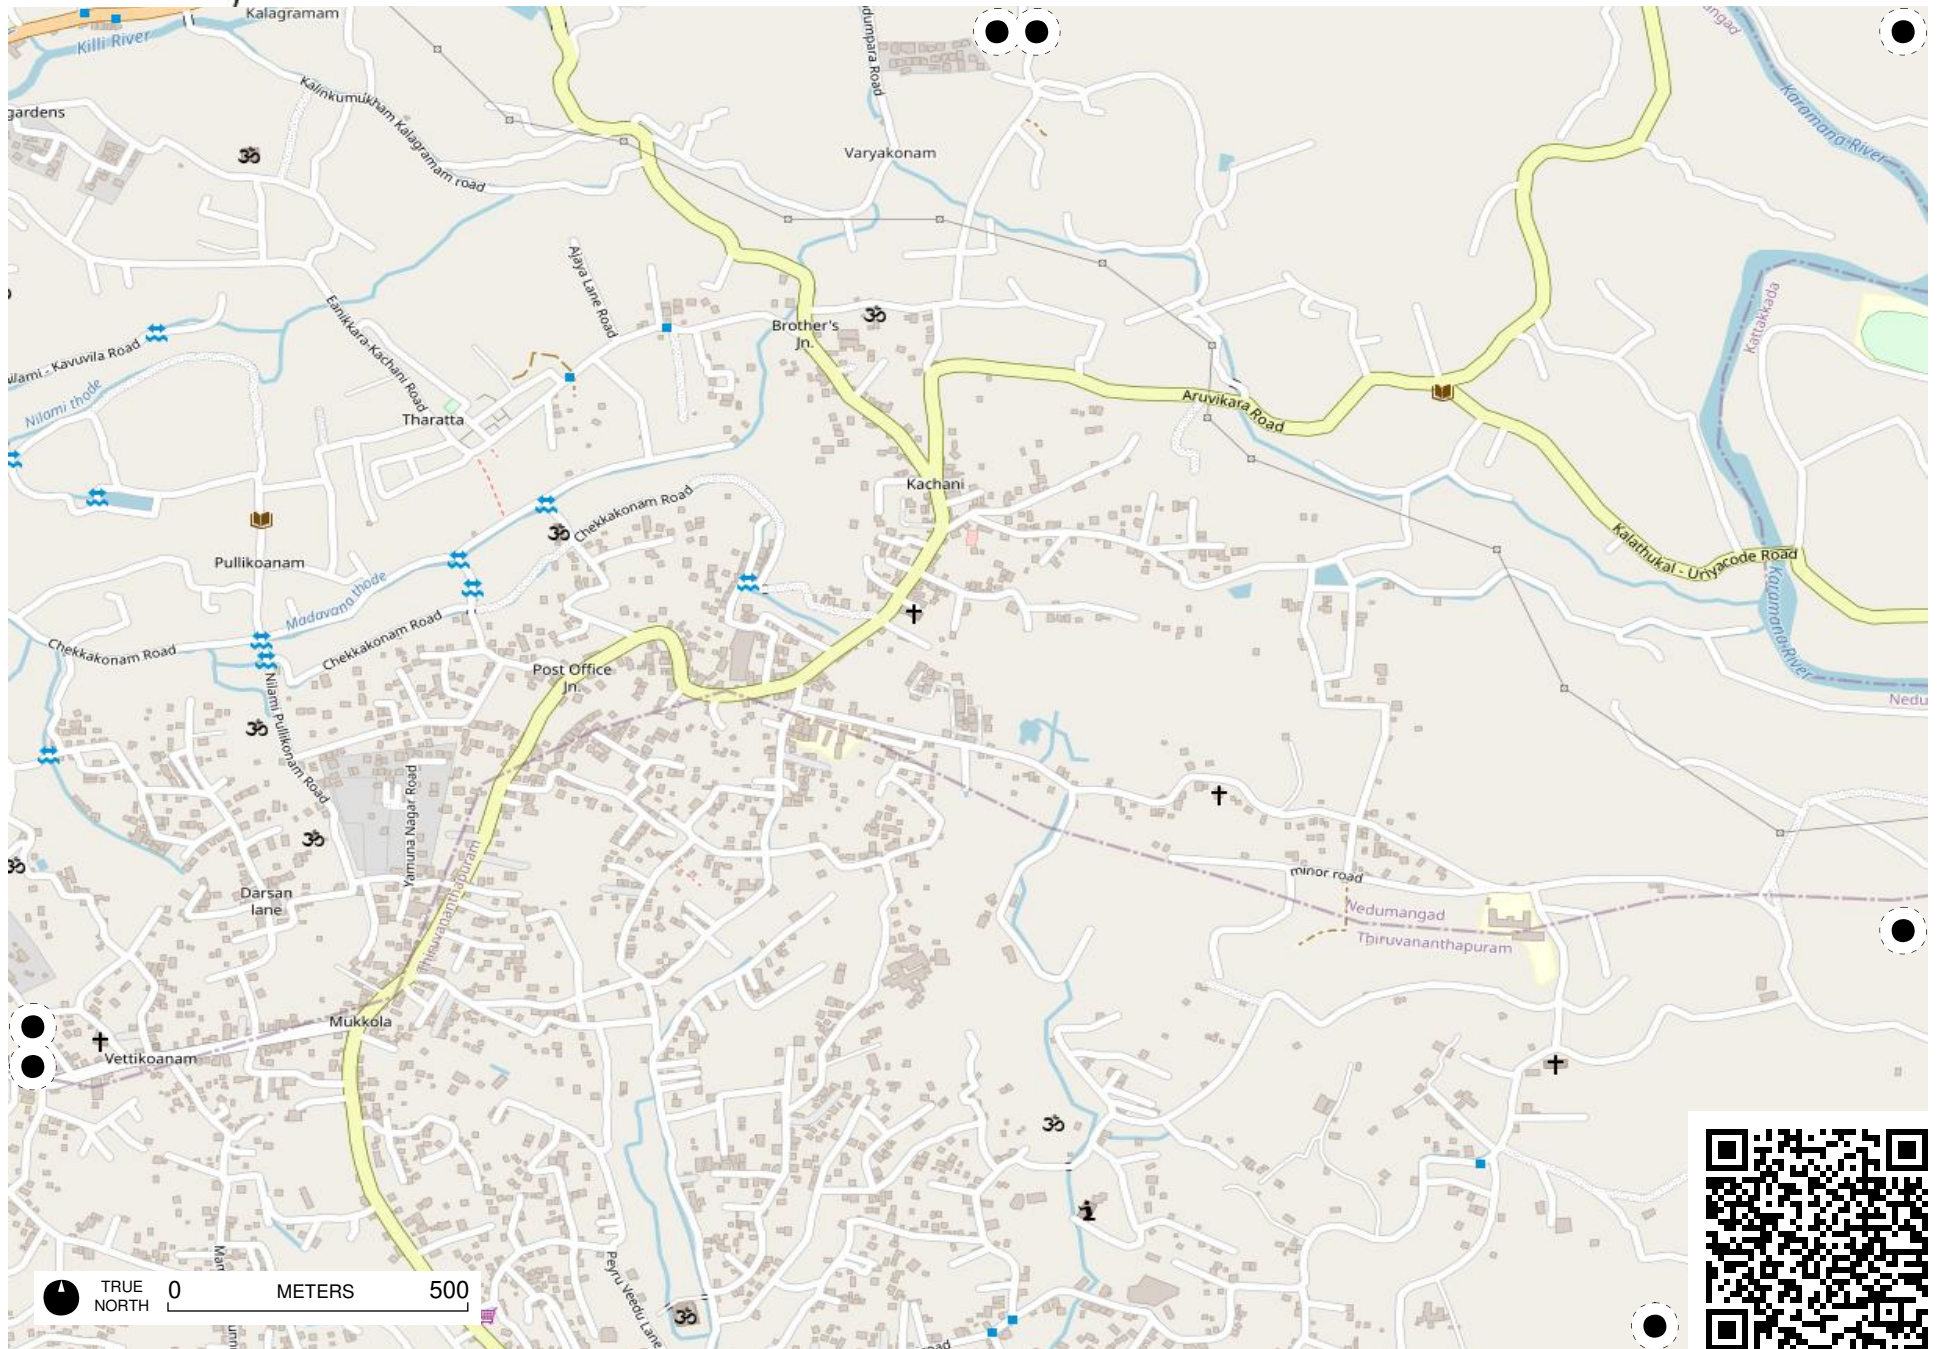 Kalagramam
Killi River
Kalinkumukham Kalagramam road
gardens
Varyakonam
Karamana River
Ajaya Lane Road
Eanikkara-Kachani Road
Kattakkada
Brother's
Jn.
Nilami thode
Tharatta
Aruvikara Road
Kachani
Chekkakonam Road
Pullikoanam
Kalathukal - Uriyacode Road
Madavana thode
Chekkakonam Road
Chekkakonam Road
Karamana River
Post Office
Jn.
Nilami Pullikonam Road
Yamuna Nagar Road
Thiruvananthapuram
minor road
Darsan
lane
Nedumangad
Thiruvananthapuram
Mukkola
Vettikoanam
Peyru Veedu Lane
TRUE
NORTH
0 METERS 500